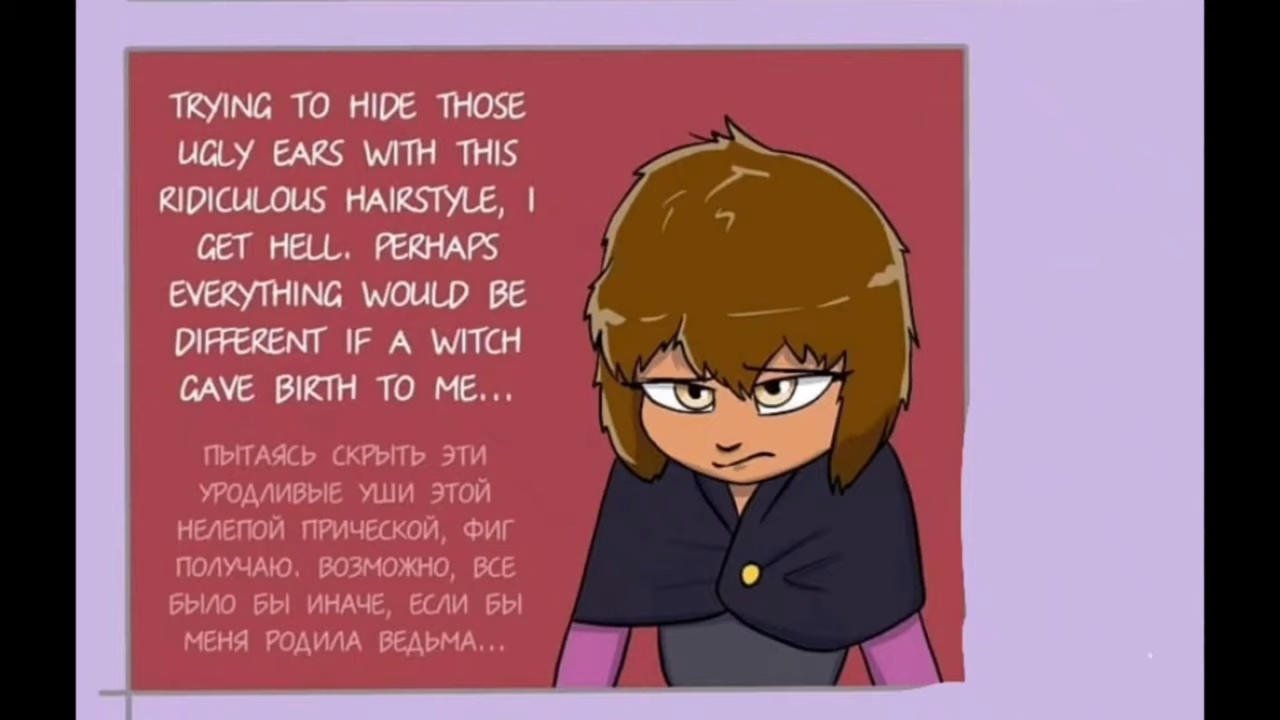 TRYING TO HIDE THOSE
UGLY EARS WITH THIS
RIDICULOUS HAIRSTYLE, I
GET HELL. PERHAPS
EVERYTHING WOULD BE
DIFFERENT IF A WITCH
GAVE BIRTH TO ME...
ПЫТАЯСЬ СКРЫТЬ ЭТИ
УРОДЛИВЫЕ УШИ ЭТОЙ
НЕЛЕПОЙ ПРИЧЕСКОЙ, ФИГ
ПОЛУЧАЮ. ВОЗМОЖНО, ВСЕ
БЫЛО БЫ ИНАЧЕ, ЕСЛИ БЫ
МЕНЯ РОДИЛА ВЕДЬМА...